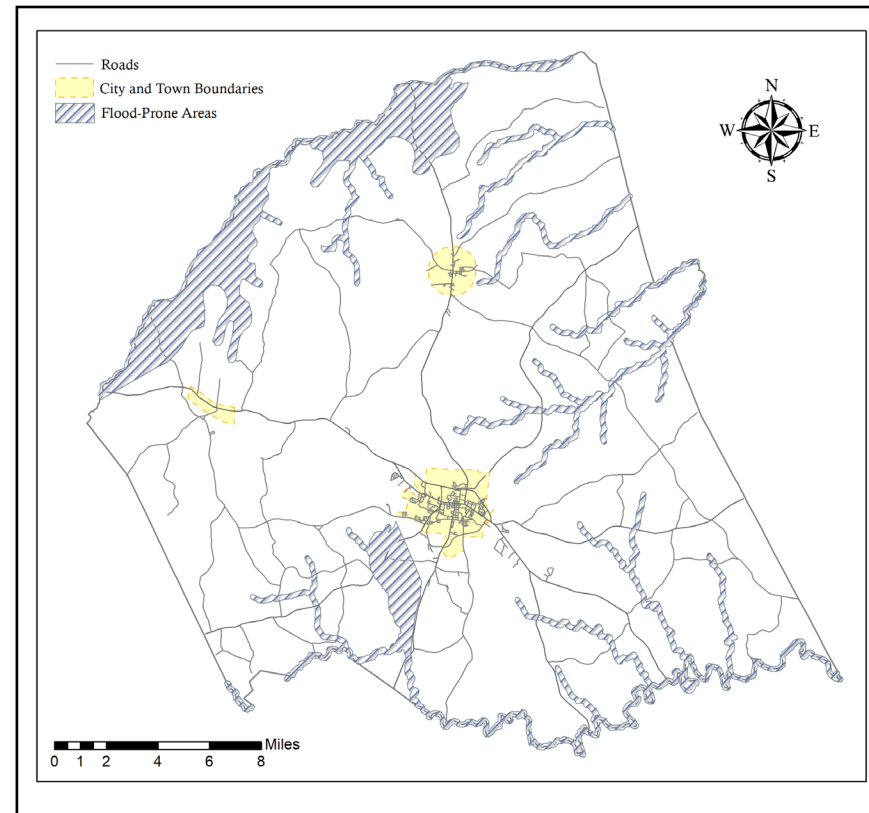 Roads
City and Town Boundaries
Flood-Prone Areas
N
W E
S
Miles
0 1 2 4 6 8